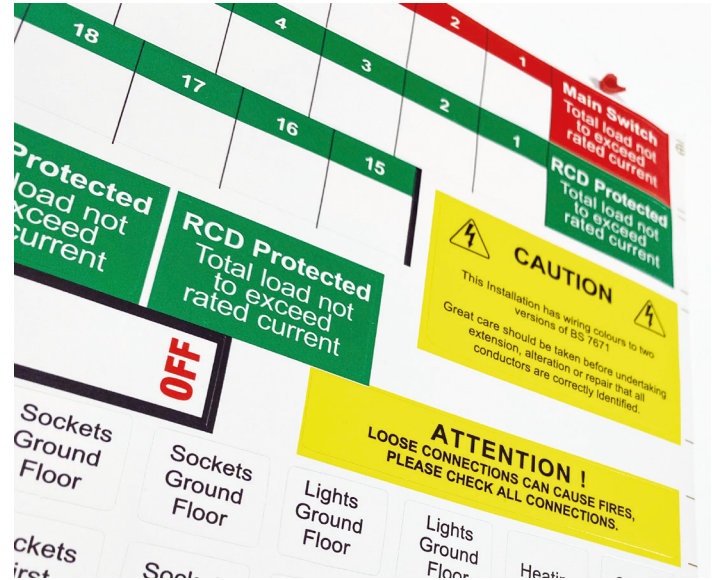 4
3
2
1
2
1
18
17
16
15
Main Switch
Total load not
to exceed
rated current
RCD Protected
Total load not
to exceed
rated current
Protected
load not
current
RCD Protected
Total load not
to exceed
rated current
CAUTION
This Installation has wiring colours to two
versions of BS 7671
Great care should be taken before undertaking
extension, alteration or repair that all
conductors are correctly Identified.
OFF
ATTENTION !
LOOSE CONNECTIONS CAN CAUSE FIRES,
PLEASE CHECK ALL CONNECTIONS.
Sockets
Ground
Floor
Sockets
Ground
Floor
Lights
Ground
Floor
Lights
Ground
Floor